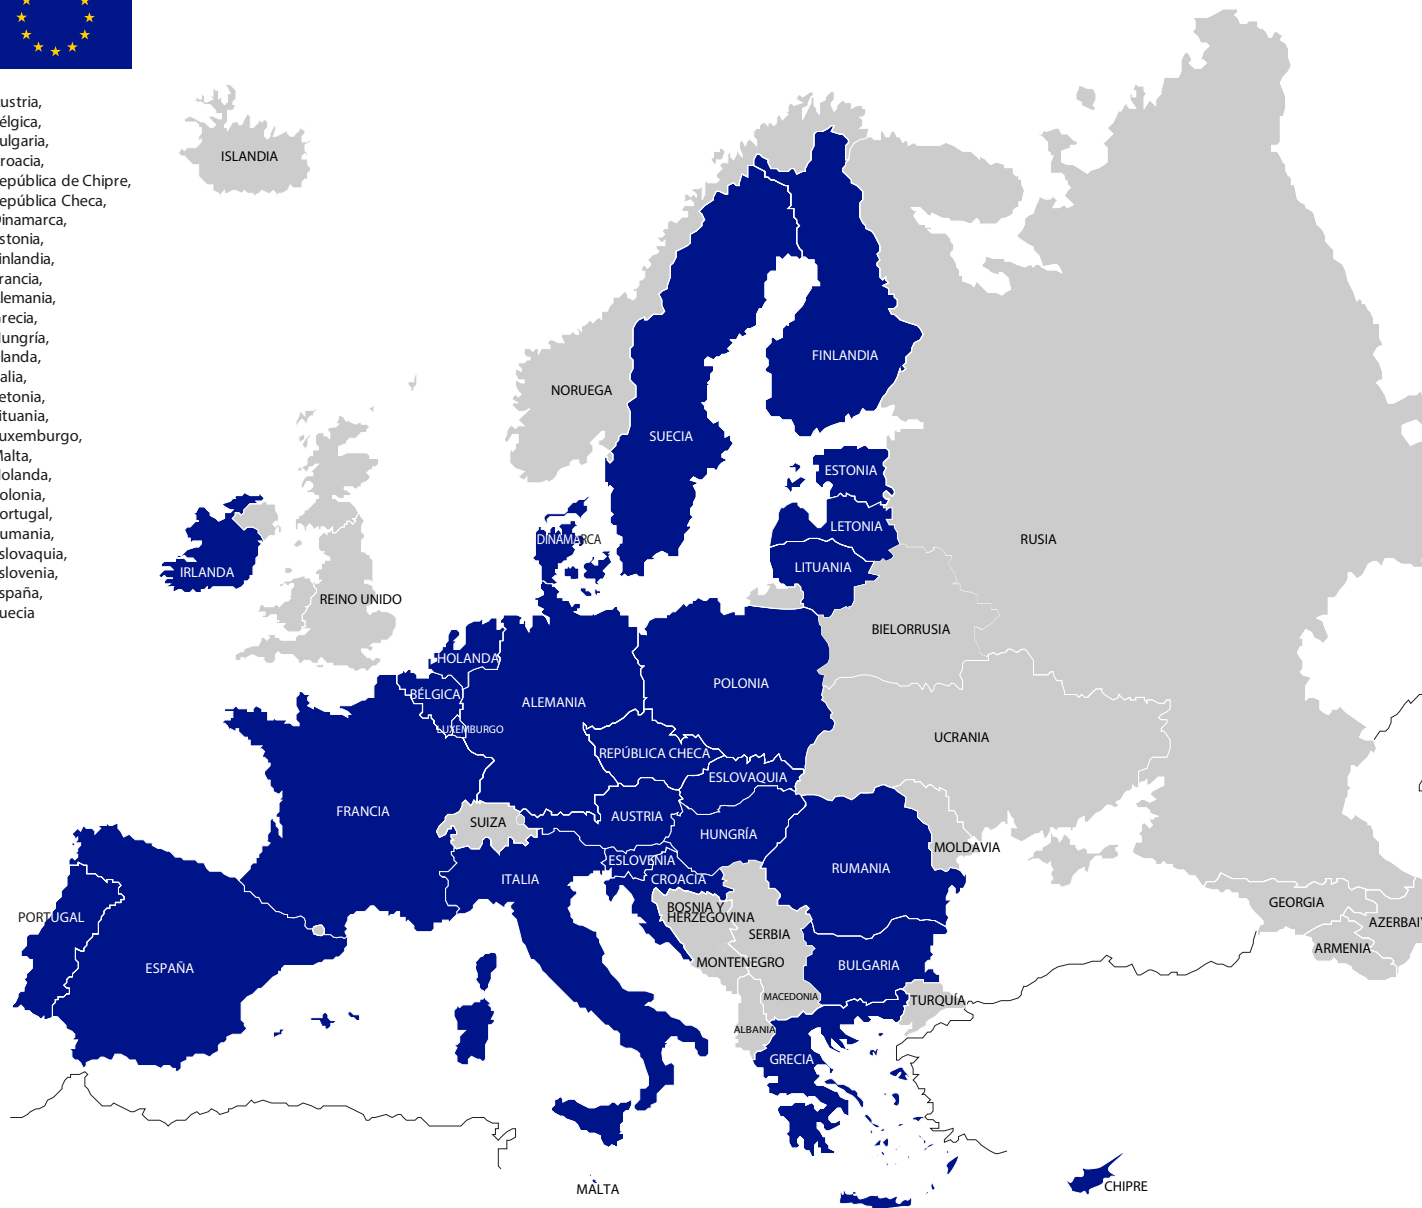 ustria,
élgica,
ulgaria,
roacia,
epública de Chipre,
epública Checa,
Dinamarca,
stonia,
inlandia,
rancia,
lemania,
recia,
ungría,
landa,
alia,
etonia,
ituania,
uxemburgo,
Malta,
Holanda,
olonia,
ortugal,
umania,
slovaquia,
slovenia,
spaña,
uecia
ISLANDIA
NORUEGA
SUECIA
FINLANDIA
ESTONIA
LETONIA
LITUANIA
RUSIA
DINAMARCA
IRLANDA
REINO UNIDO
BIELORRUSIA
HOLANDA
BÉLGICA
LUXEMBURGO
ALEMANIA
POLONIA
UCRANIA
REPÚBLICA CHECA
ESLOVAQUIA
FRANCIA
SUIZA
AUSTRIA
HUNGRÍA
MOLDAVIA
ITALIA
ESLOVENIA
CROACIA
RUMANIA
BOSNIA Y
HERZEGOVINA
SERBIA
GEORGIA
AZERBAI
ARMENIA
PORTUGAL
ESPAÑA
MONTENEGRO
BULGARIA
MACEDONIA
TURQUÍA
ALBANIA
GRECIA
MALTA
CHIPRE